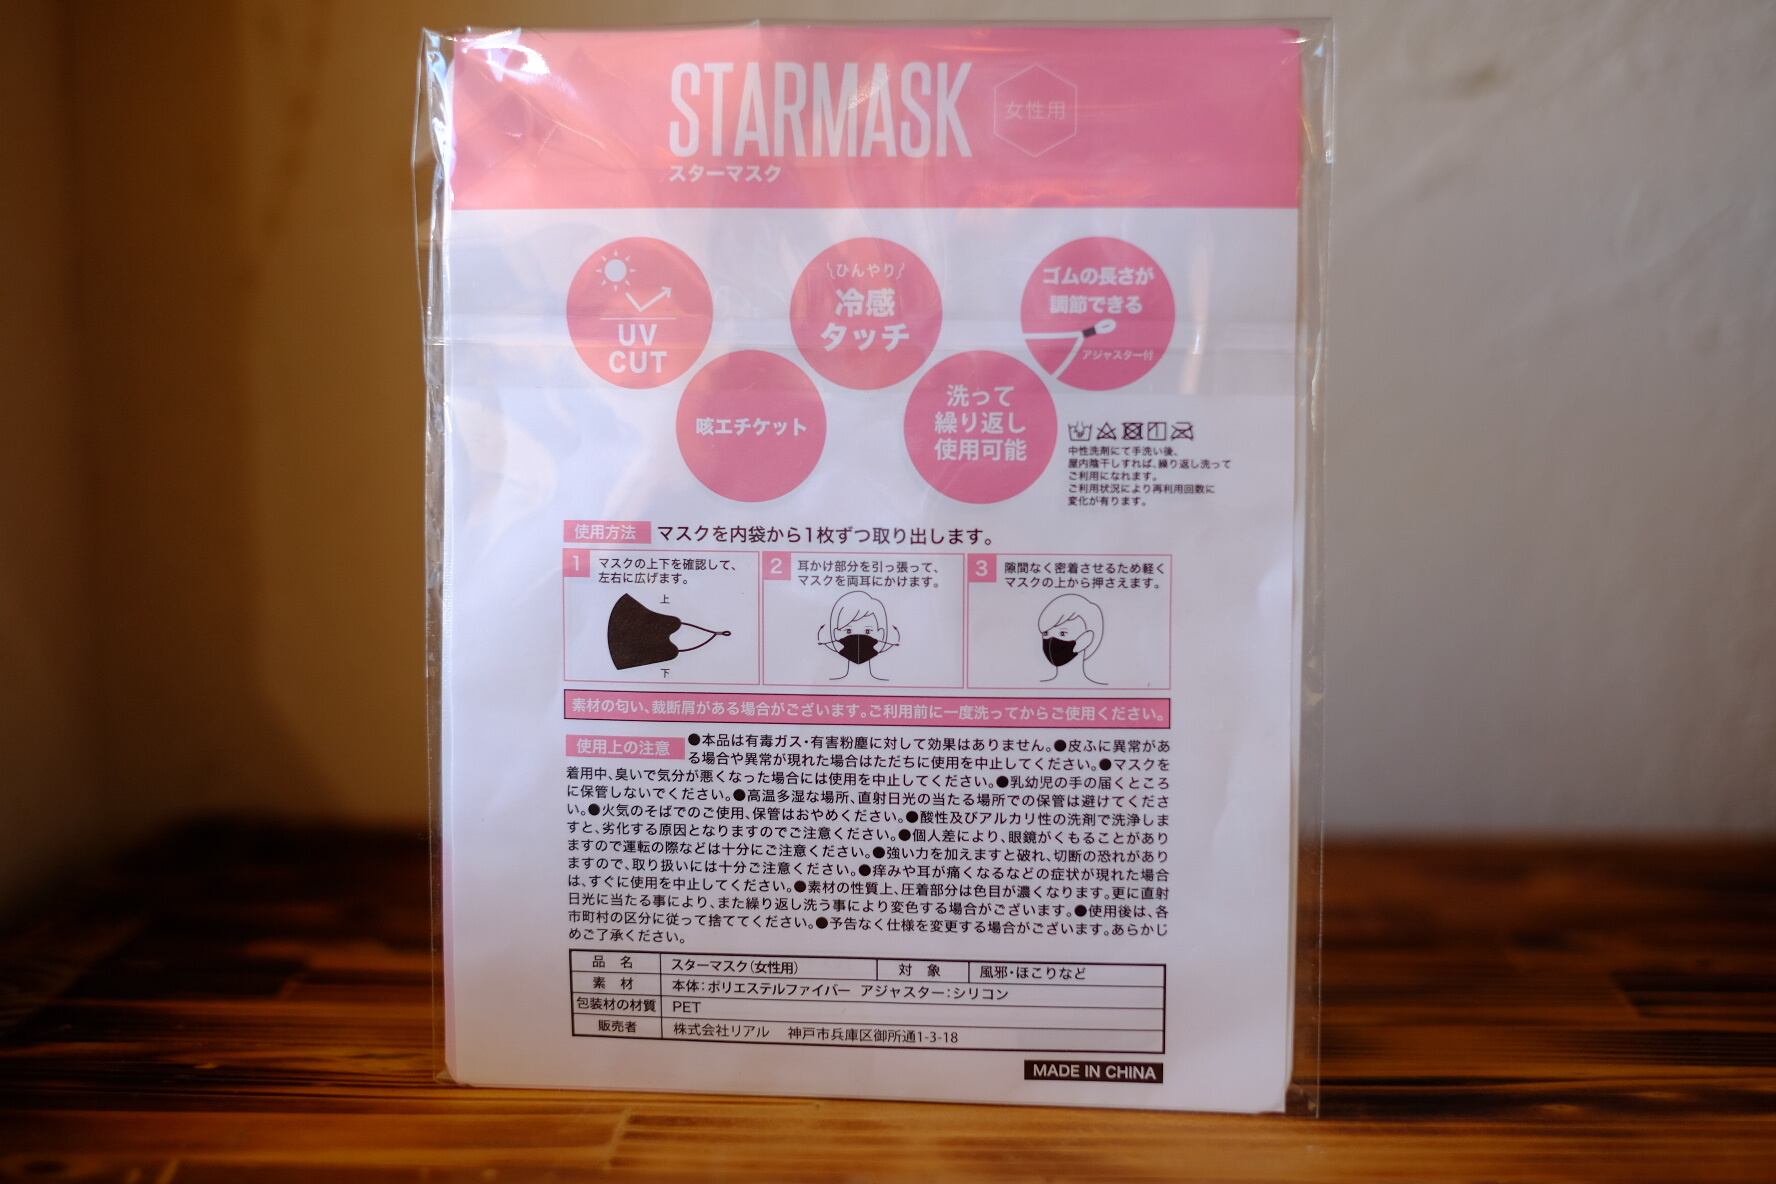 STARMASK
女性用
スターマスク
UV
CUT
ひんやり
冷感
タッチ
ゴムの長さが
調節できる
アジャスター付
咳エチケット
洗って
繰り返し
使用可能
中性洗剤にて手洗い後、
屋内陰干しすれば、繰り返し洗って
ご利用になれます。
ご利用状況により再利用回数に
変化が有ります。
使用方法 マスクを内袋から1枚ずつ取り出します。
1 マスクの上下を確認して、
左右に広げます。
上
下
2 耳かけ部分を引っ張って、
マスクを両耳にかけます。
3 隙間なく密着させるため軽く
マスクの上から押さえます。
素材の匂い、裁断屑がある場合がございます。ご利用前に一度洗ってからご使用ください。
使用上の注意 ●本品は有毒ガス・有害粉塵に対して効果はありません。●皮ふに異常があ
る場合や異常が現れた場合はただちに使用を中止してください。●マスクを
着用中、臭いで気分が悪くなった場合には使用を中止してください。●乳幼児の手の届くところ
に保管しないでください。●高温多湿な場所、直射日光の当たる場所での保管は避けてくださ
い。●火気のそばでのご使用、保管はおやめください。●酸性及びアルカリ性の洗剤で洗浄しま
すと、劣化する原因となりますのでご注意ください。●個人差により、眼鏡がくもることがあり
ますので運転の際などは十分にご注意ください。●強い力を加えますと破れ、切断の恐れがあり
ますので、取り扱いには十分ご注意ください。●痒みや耳が痛くなるなどの症状が現れた場合
は、すぐに使用を中止してください。●素材の性質上、圧着部分は色目が濃くなります。更に直射
日光に当たる事により、また繰り返し洗う事により変色する場合がございます。●使用後は、各
市町村の区分に従って捨ててください。●予告なく仕様を変更する場合がございます。あらかじ
めご了承ください。
品 名 スターマスク(女性用) 対 象 風邪・ほこりなど
素 材 本体:ポリエステルファイバー アジャスター:シリコン
包装材の材質 PET
販売者 株式会社リアル 神戸市兵庫区御所通1-3-18
MADE IN CHINA